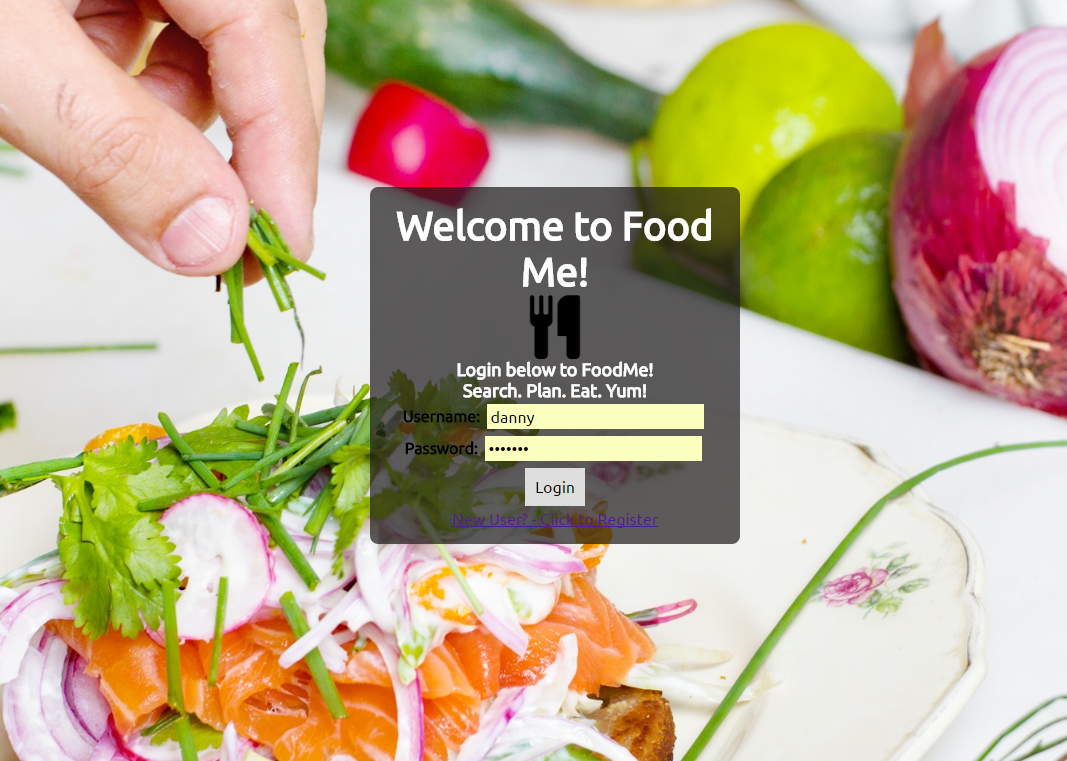 Welcome to Food
Me!
Login below to FoodMe!
Search. Plan. Eat. Yum!
Username: danny
Password: •••••••
Login
New User? - Click to Register